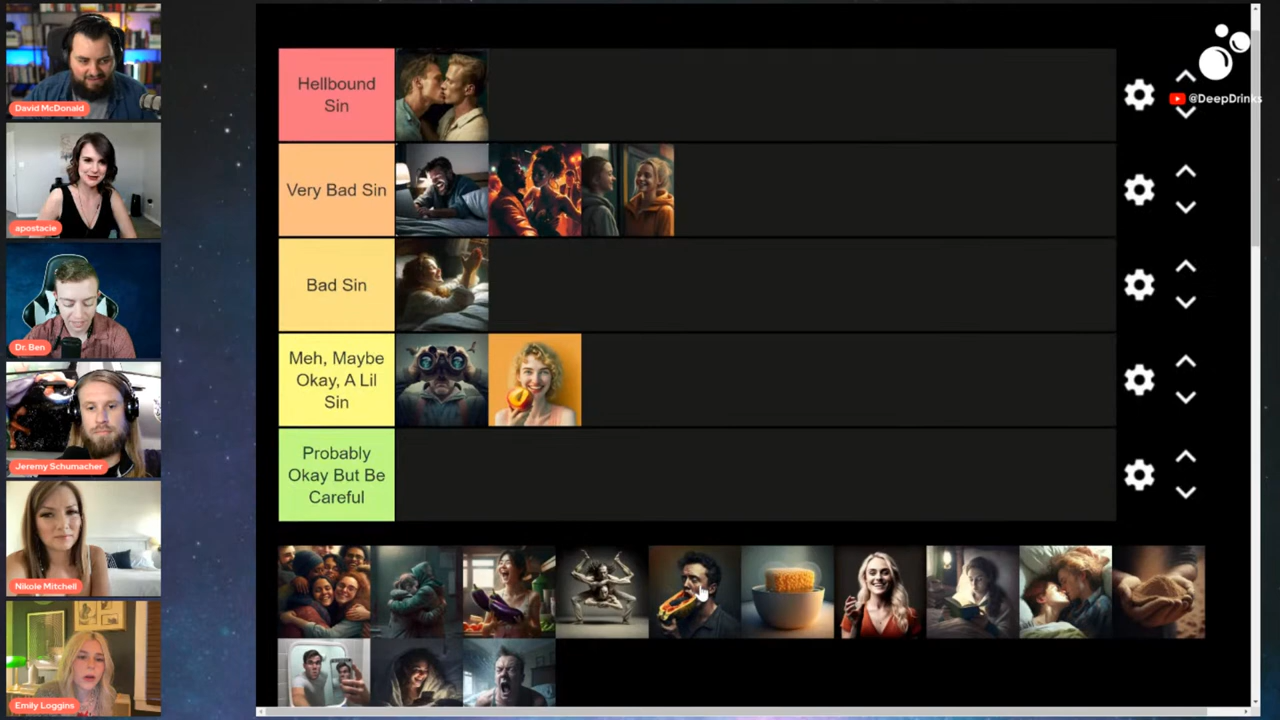 David McDonald
apostacie
Dr. Ben
Jeremy Schumacher
Nikole Mitchell
Emily Loggins
Hellbound
Sin
Very Bad Sin
Bad Sin
Meh, Maybe
Okay, A Lil
Sin
Probably
Okay But Be
Careful
@DeepDrinks